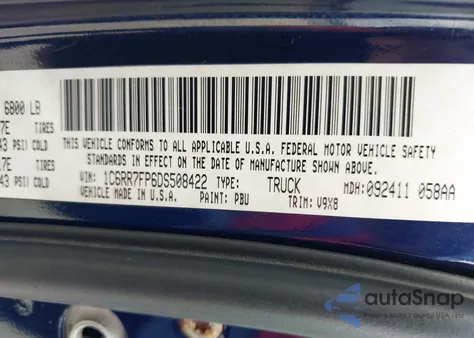 6800 LB
7E TIRES
43 PSI) COLD
17E TIRES
43 PSI) COLD
THIS VEHICLE CONFORMS TO ALL APPLICABLE U.S.A. FEDERAL MOTOR VEHICLE SAFETY
STANDARDS IN EFFECT ON THE DATE OF MANUFACTURE SHOWN ABOVE
VIN: 1C6RR7FP6DS508422 TYPE: TRUCK MDH: 092411 058AA
VEHICLE MADE IN U.S.A. PAINT: PBU TRIM: V9X8
autoSnap